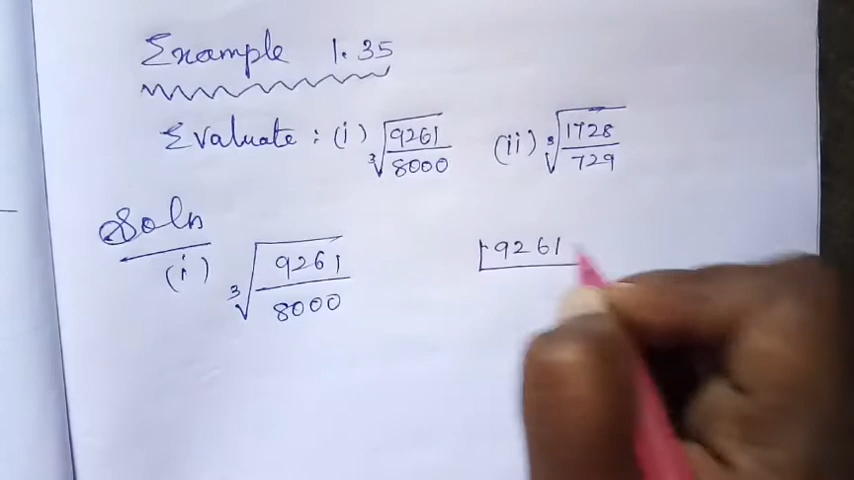 Example 1.35
Evaluate : (i) ∛(9261/8000) (ii) ∛(1728/729)
Soln
(i) ∛(9261/8000) 9261